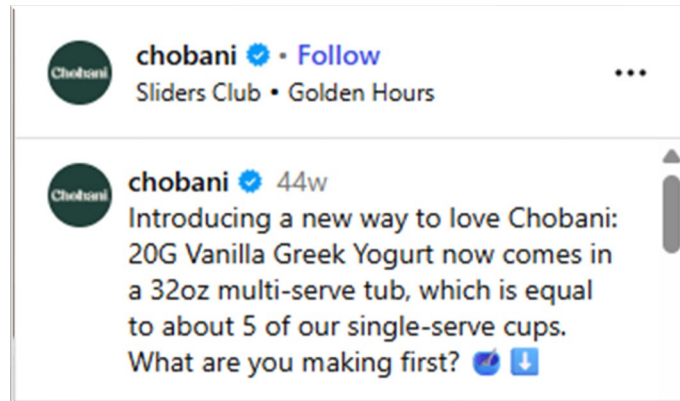 Chobani
chobani • Follow
Sliders Club • Golden Hours
Chobani
chobani 44w
Introducing a new way to love Chobani:
20G Vanilla Greek Yogurt now comes in
a 32oz multi-serve tub, which is equal
to about 5 of our single-serve cups.
What are you making first? 🥣⬇️